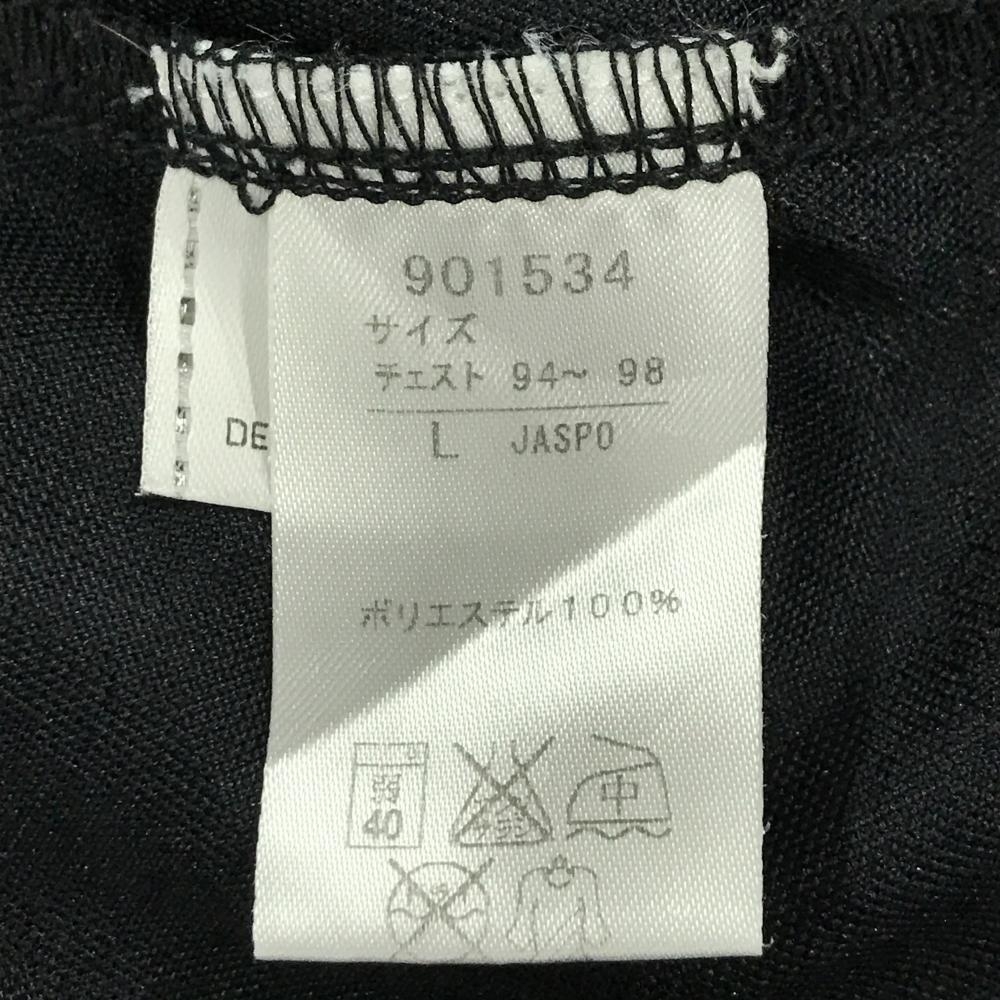 901534
サイズ
チェスト 94～ 98
L JASPO
DE
ポリエステル100%
40
中